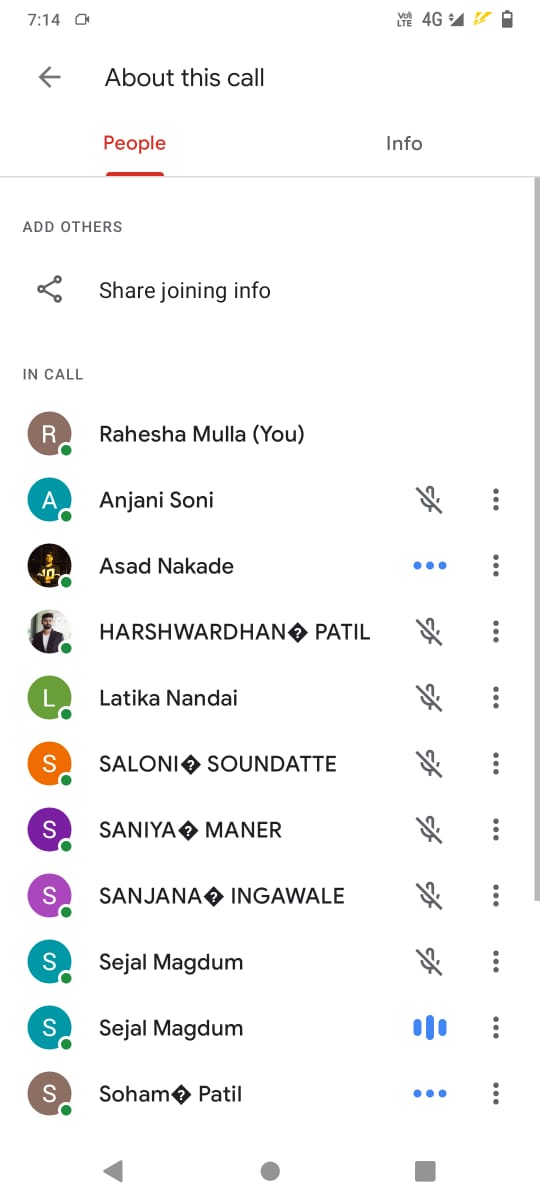 7:14 VoLTE 4G
About this call
People Info
ADD OTHERS
Share joining info
IN CALL
R Rahesha Mulla (You)
A Anjani Soni
Asad Nakade
HARSHWARDHAN� PATIL
L Latika Nandai
S SALONI� SOUNDATTE
S SANIYA� MANER
S SANJANA� INGAWALE
S Sejal Magdum
S Sejal Magdum
S Soham� Patil